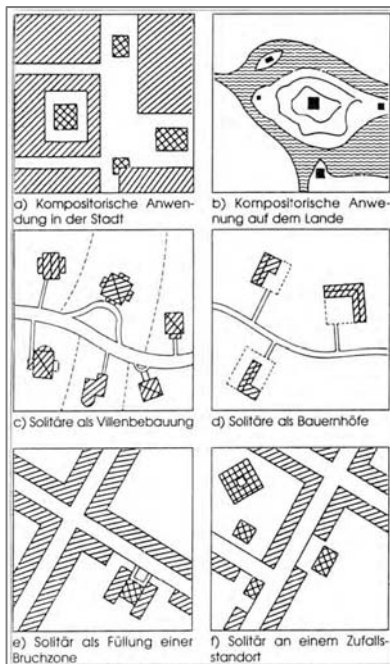 a) Kompositorische Anwen-
dung in der Stadt
b) Kompositorische Anwe-
nung auf dem Lande
c) Solitäre als Villenbebauung
d) Solitäre als Bauernhöfe
e) Solitär als Füllung einer
Bruchzone
f) Solitär an einem Zufalls-
standort